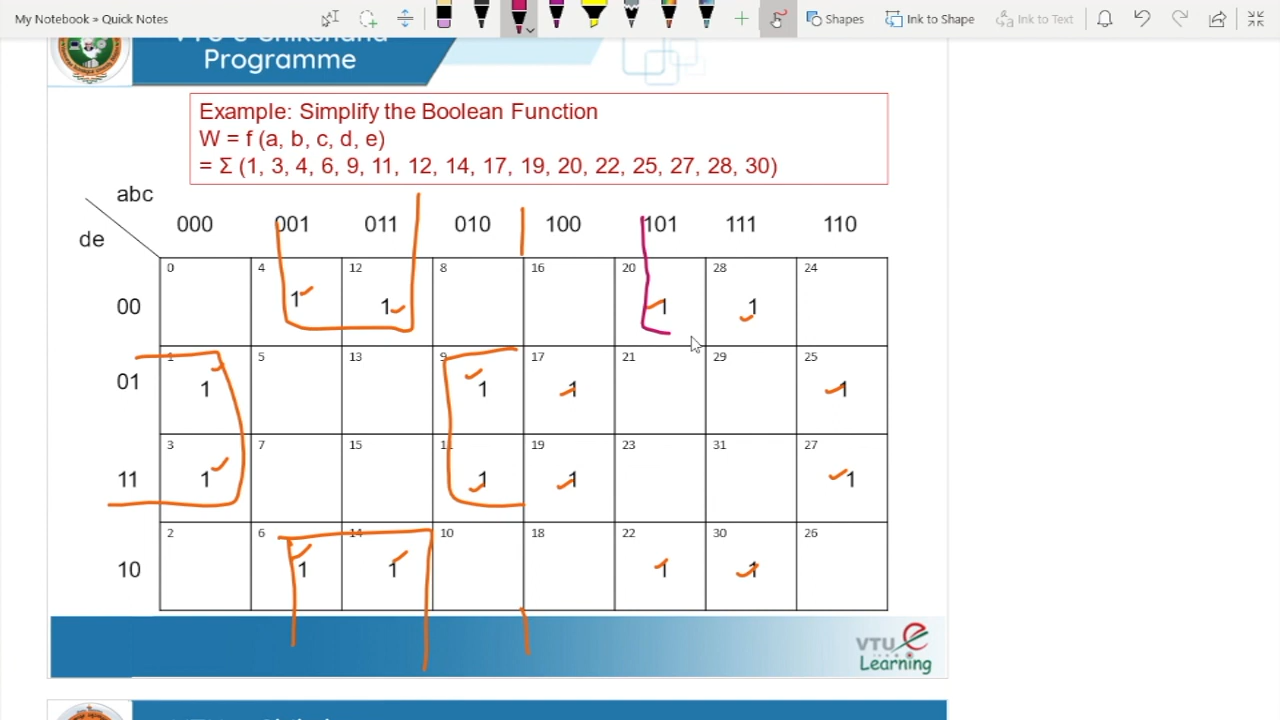 My Notebook » Quick Notes
Shapes
Ink to Shape
Ink to Text
VTU e-Shikshana
Programme
Example: Simplify the Boolean Function
W = f (a, b, c, d, e)
= Σ (1, 3, 4, 6, 9, 11, 12, 14, 17, 19, 20, 22, 25, 27, 28, 30)
abc
de
000 001 011 010 100 101 111 110
0 4 12 8 16 20 28 24
00 1 1 1 1
1 5 13 9 17 21 29 25
01 1 1 1 1
3 7 15 11 19 23 31 27
11 1 1 1 1
2 6 14 10 18 22 30 26
10 1 1 1 1
VTU e
Learning